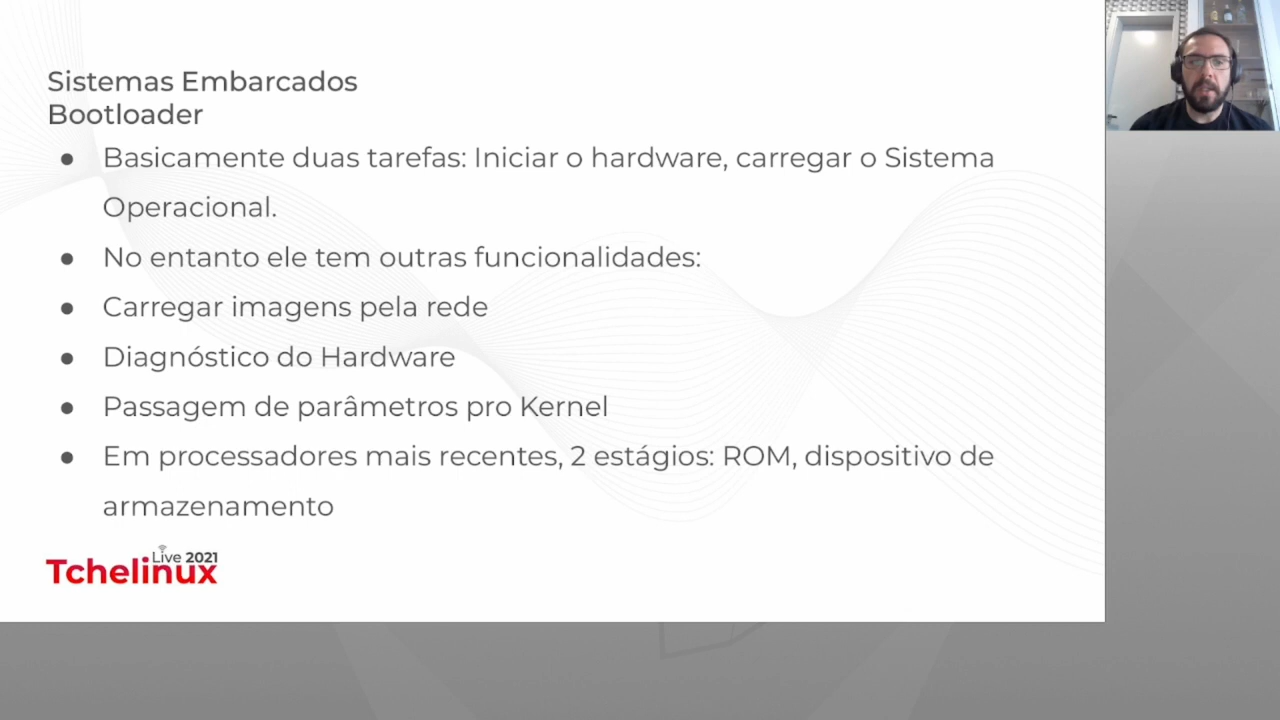 Sistemas Embarcados
Bootloader
● Basicamente duas tarefas: Iniciar o hardware, carregar o Sistema
Operacional.
● No entanto ele tem outras funcionalidades:
● Carregar imagens pela rede
● Diagnóstico do Hardware
● Passagem de parâmetros pro Kernel
● Em processadores mais recentes, 2 estágios: ROM, dispositivo de
armazenamento
Live 2021
Tchelinux